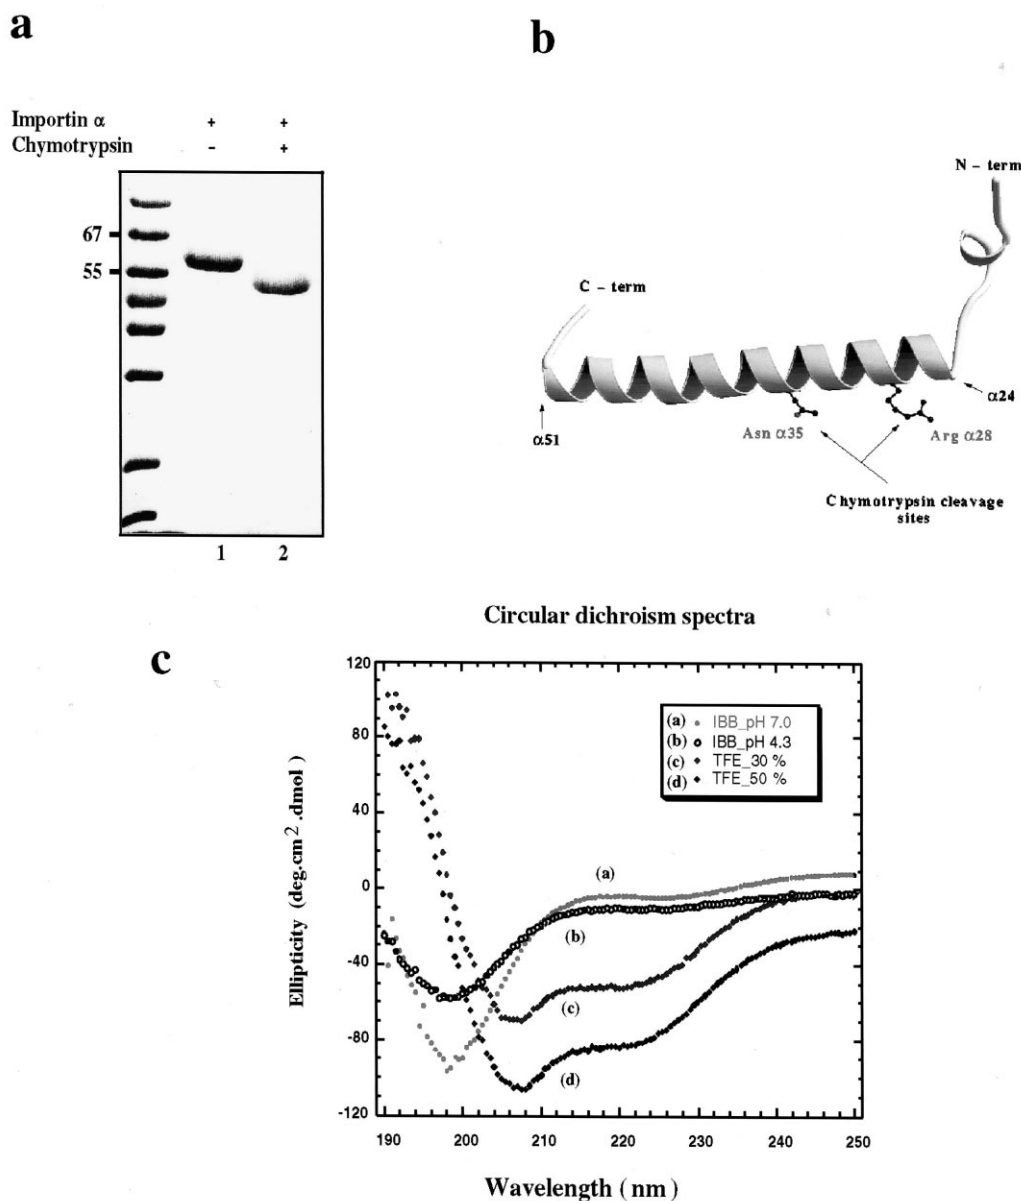 a
b
Importin α + +
Chymotrypsin - +
67
55
1 2
N - term
C - term
α24
α51
Asn α35
Arg α28
Chymotrypsin cleavage
sites
Circular dichroism spectra
c
120
80
40
0
-40
-80
-120
Ellipticity (deg.cm² .dmol)
(a) IBB_pH 7.0
(b) IBB_pH 4.3
(c) TFE_30 %
(d) TFE_50 %
(a)
(b)
(c)
(d)
190 200 210 220 230 240 250
Wavelength ( nm )